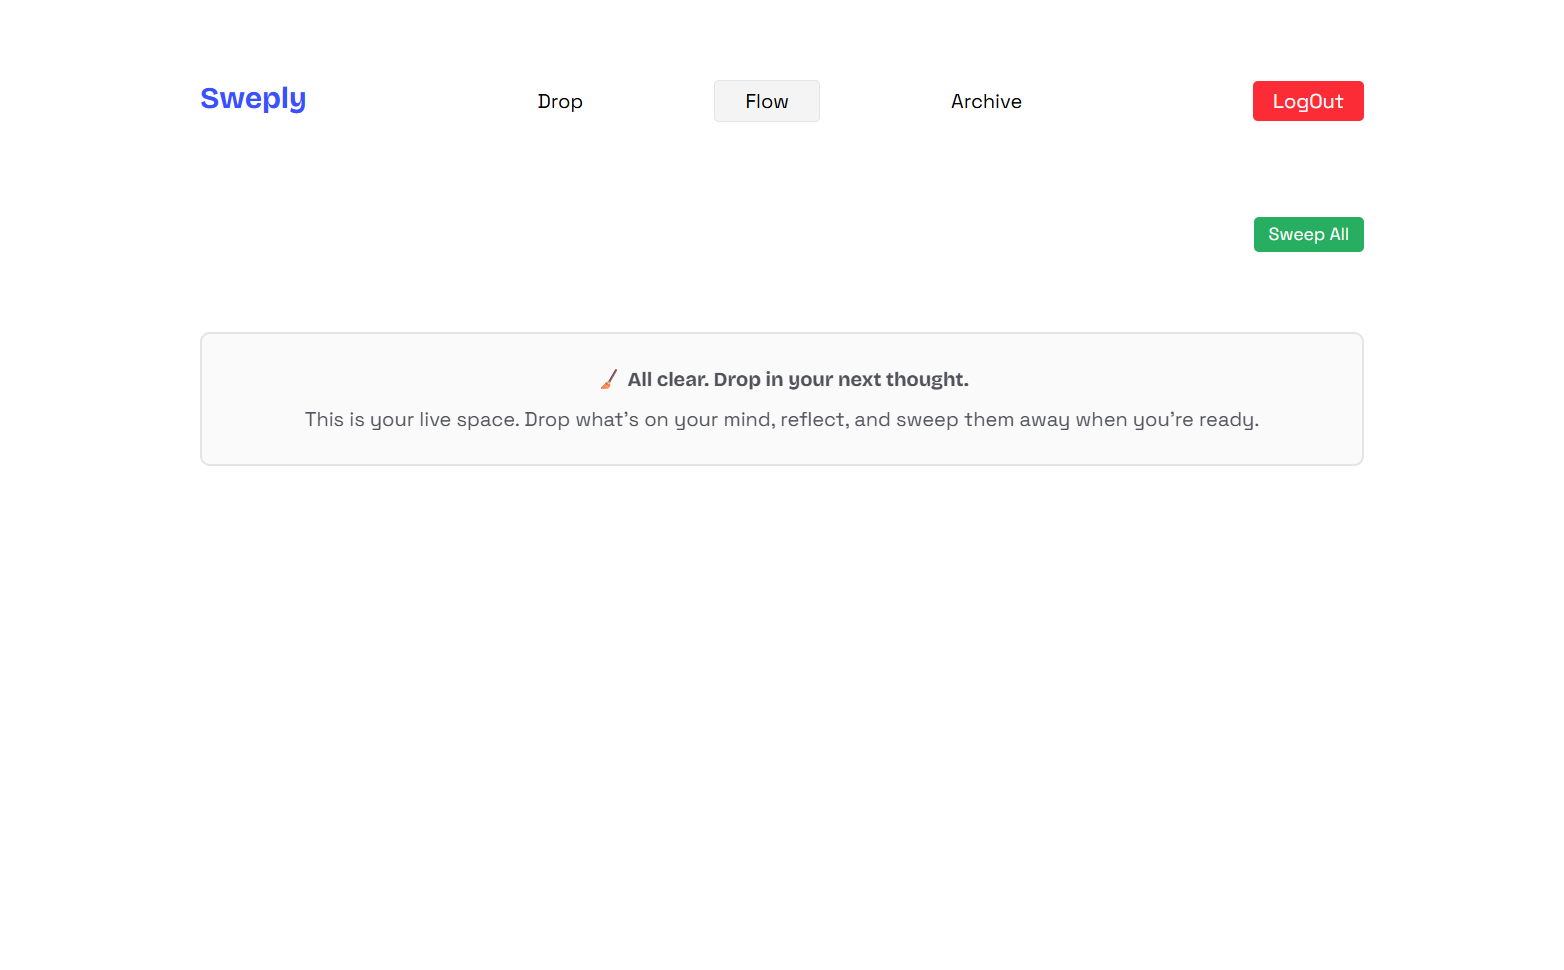 Sweply
Drop
Flow
Archive
LogOut
Sweep All
🧹 All clear. Drop in your next thought.
This is your live space. Drop what’s on your mind, reflect, and sweep them away when you’re ready.